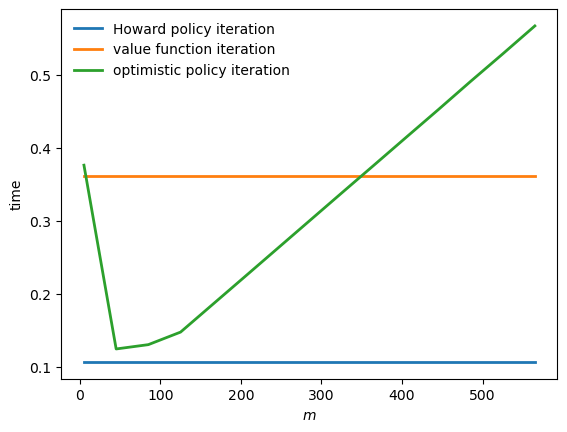 Howard policy iteration
value function iteration
optimistic policy iteration
0.5
0.4
0.3
0.2
0.1
time
0 100 200 300 400 500
m